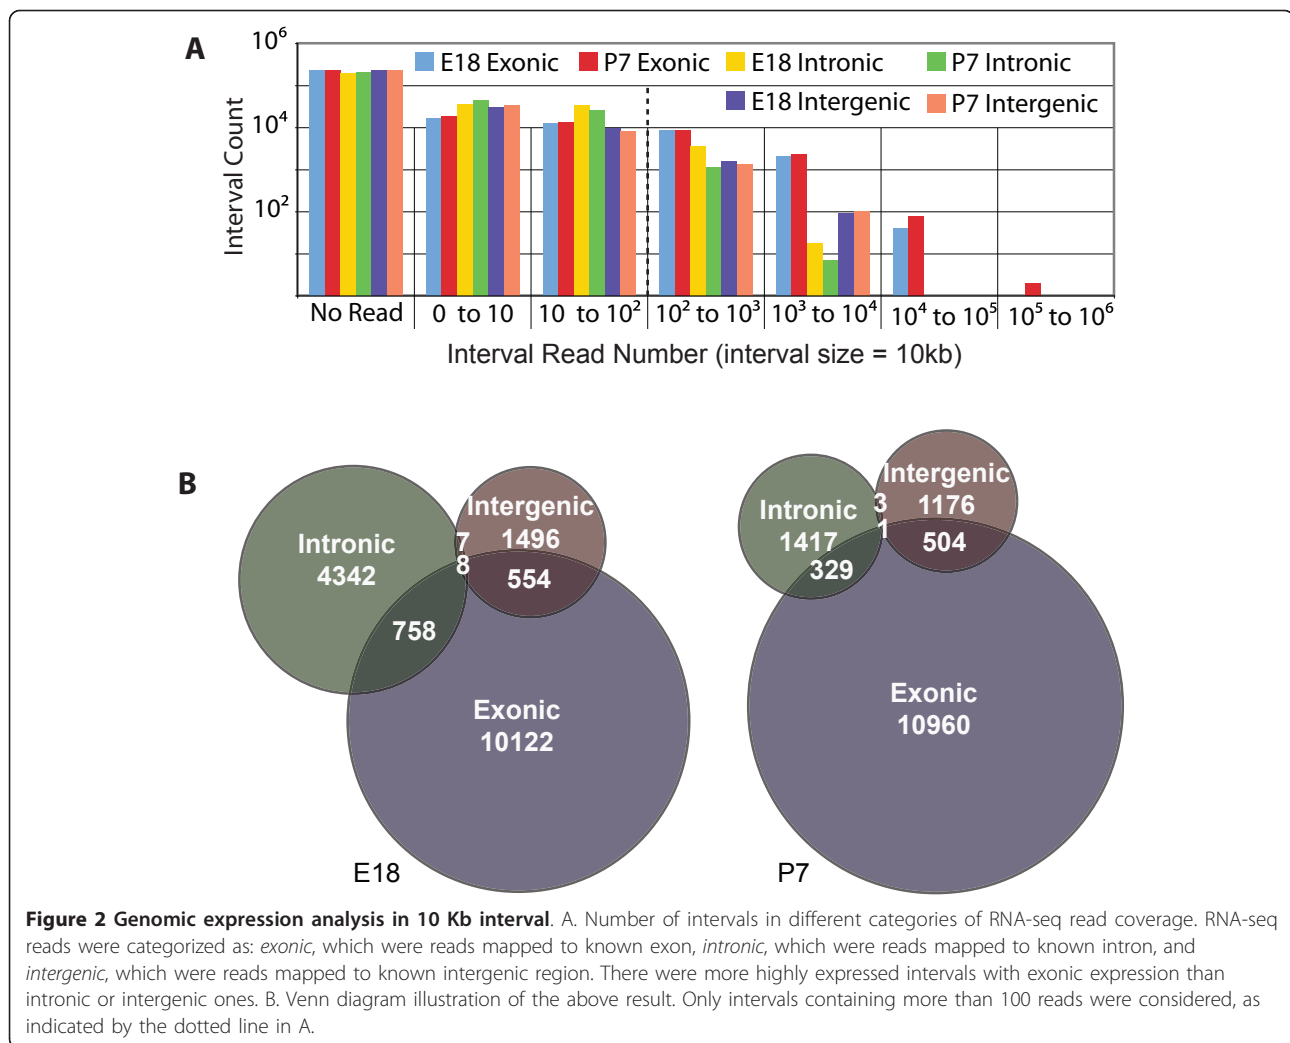 A
10⁶
10⁴
10²
Interval Count
E18 Exonic P7 Exonic E18 Intronic P7 Intronic
E18 Intergenic P7 Intergenic
No Read 0 to 10 10 to 10² 10² to 10³ 10³ to 10⁴ 10⁴ to 10⁵ 10⁵ to 10⁶
Interval Read Number (interval size = 10kb)
B
Intronic
4342
7
8
Intergenic
1496
554
758
Exonic
10122
E18
Intronic
1417
329
3
1
Intergenic
1176
504
Exonic
10960
P7
Figure 2 Genomic expression analysis in 10 Kb interval. A. Number of intervals in different categories of RNA-seq read coverage. RNA-seq
reads were categorized as: exonic, which were reads mapped to known exon, intronic, which were reads mapped to known intron, and
intergenic, which were reads mapped to known intergenic region. There were more highly expressed intervals with exonic expression than
intronic or intergenic ones. B. Venn diagram illustration of the above result. Only intervals containing more than 100 reads were considered, as
indicated by the dotted line in A.